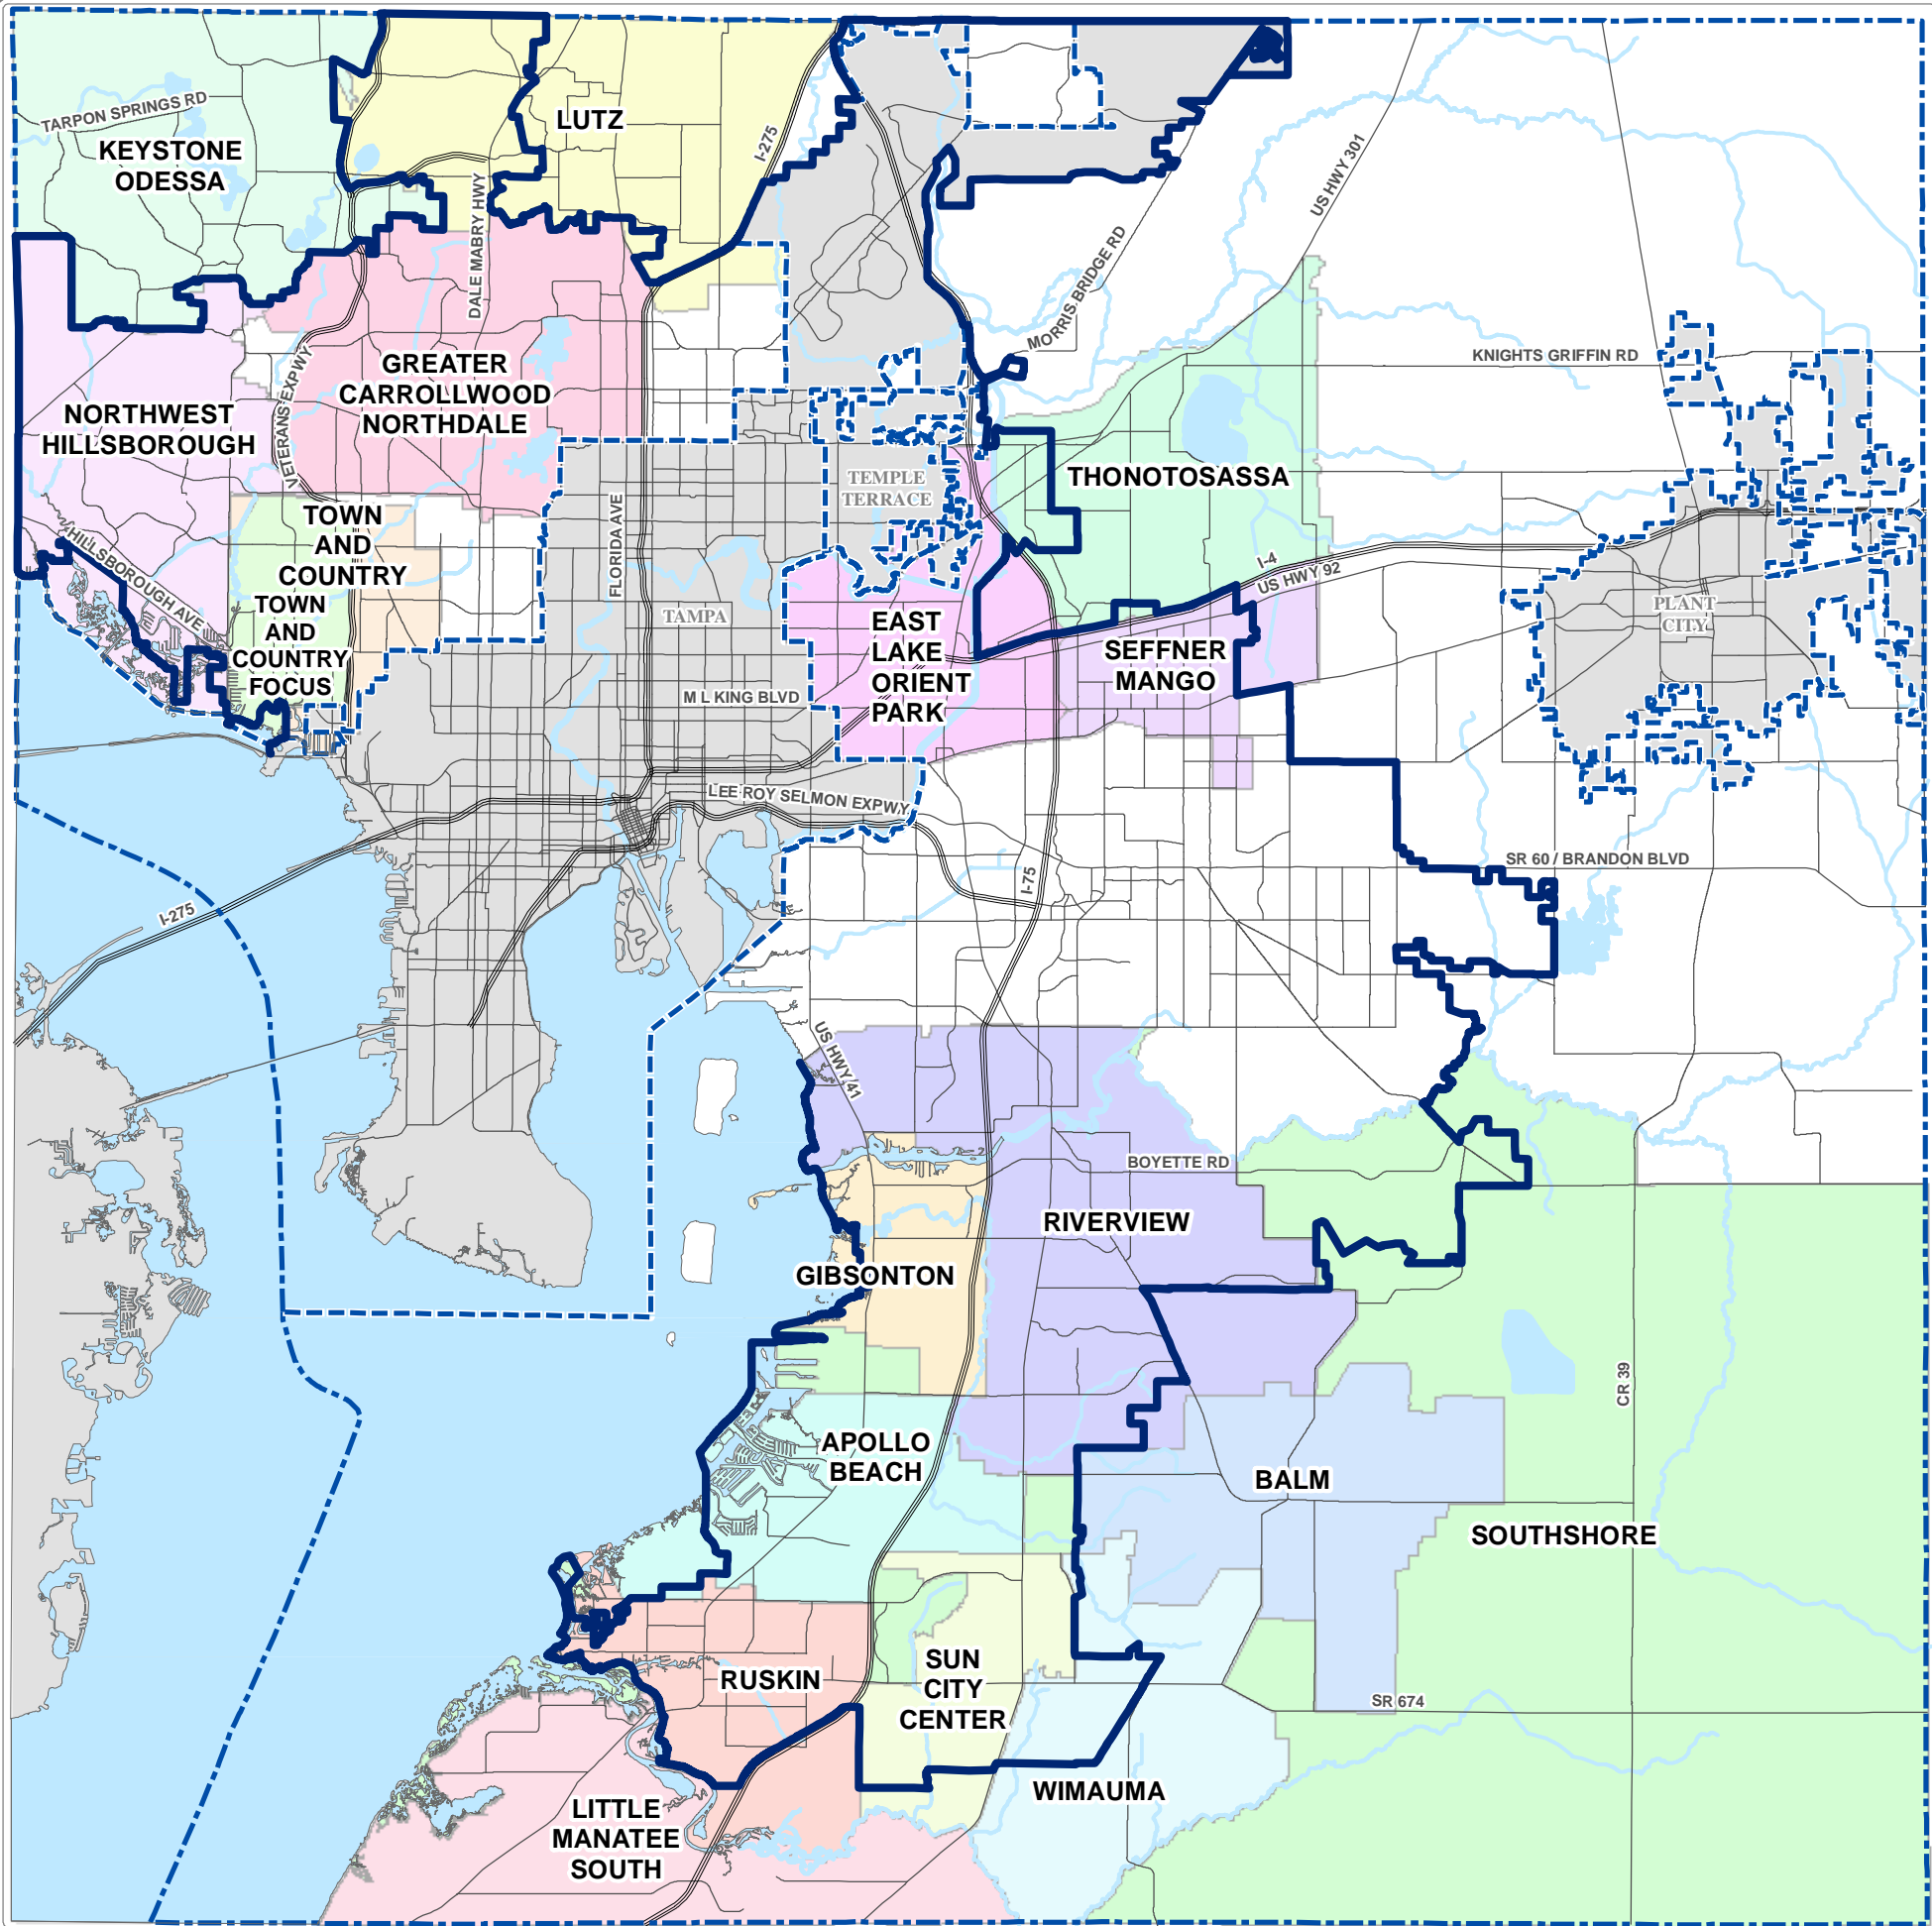 TARPON SPRINGS RD
KEYSTONE
ODESSA
LUTZ
I-275
DALE MABRY HWY
US HWY 301
MORRIS BRIDGE RD
KNIGHTS GRIFFIN RD
GREATER
CARROLLWOOD
NORTHDALE
VETERANS EXPWY
NORTHWEST
HILLSBOROUGH
HILLSBOROUGH AVE
TOWN
AND
COUNTRY
TOWN
AND
COUNTRY
FOCUS
FLORIDA AVE
TAMPA
TEMPLE
TERRACE
THONOTOSASSA
I-4
US HWY 92
PLANT
CITY
EAST
LAKE
ORIENT
PARK
SEFFNER
MANGO
M L KING BLVD
LEE ROY SELMON EXPWY
SR 60 / BRANDON BLVD
I-75
I-275
US HWY 41
BOYETTE RD
RIVERVIEW
GIBSONTON
CR 39
APOLLO
BEACH
BALM
SOUTHSHORE
RUSKIN
SUN
CITY
CENTER
SR 674
WIMAUMA
LITTLE
MANATEE
SOUTH